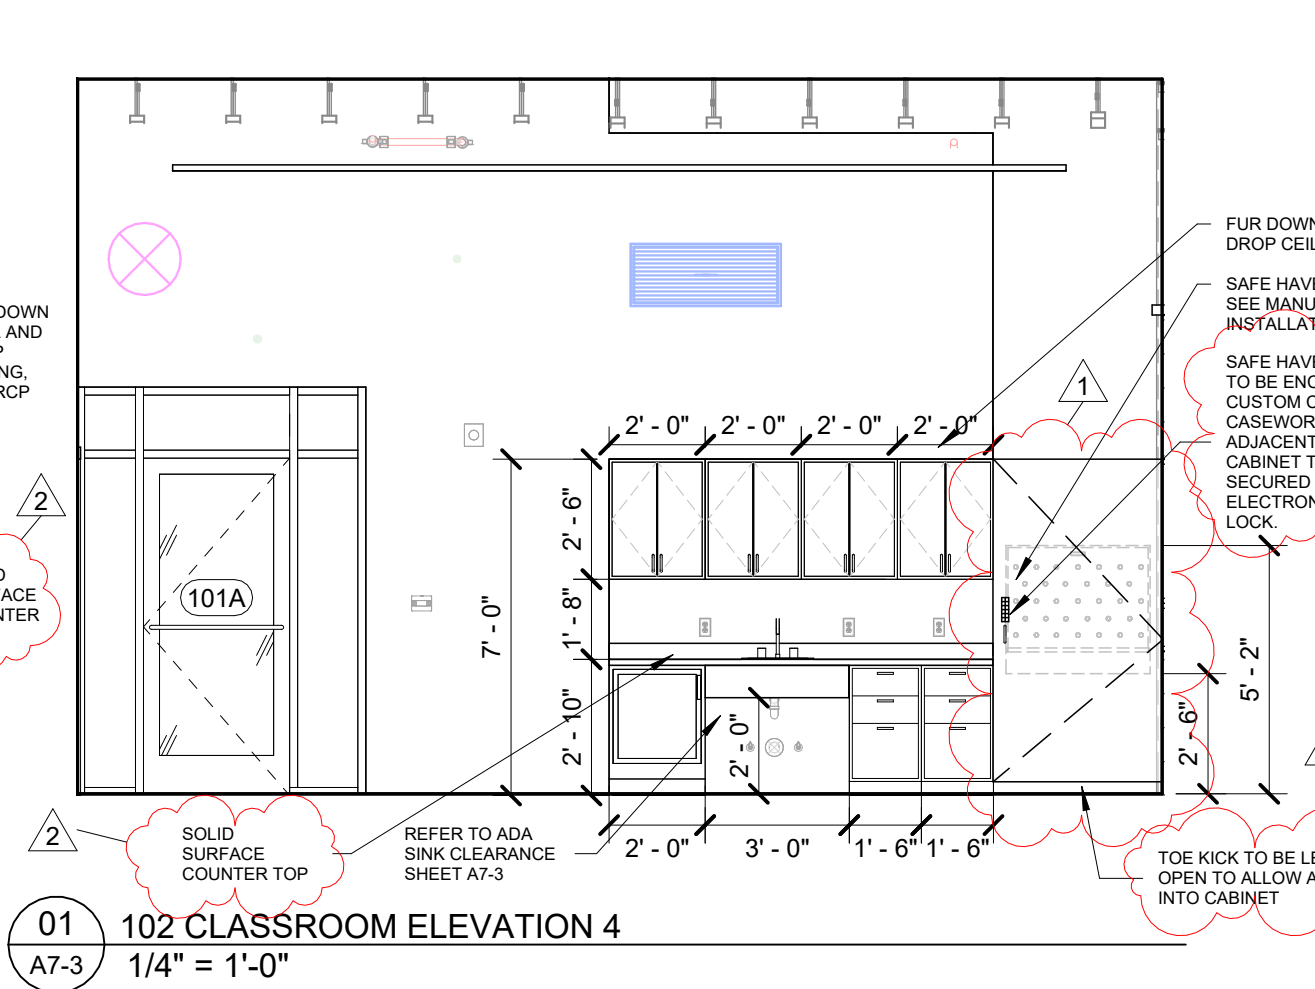 FUR DOWN
DROP CEIL
SAFE HAVE
SEE MANU
INSTALLAT
SAFE HAVE
TO BE ENC
CUSTOM C
CASEWOR
ADJACENT
CABINET T
SECURED
ELECTRON
LOCK.
DOWN
AND
NG,
RCP
1
2' - 0"
2' - 0"
2' - 0"
2' - 0"
2
FACE
NTER
101A
7' - 0"
2' - 6"
1' - 8"
2' - 10"
2' - 0"
2' - 6"
5' - 2"
2' - 0"
3' - 0"
1' - 6"
1' - 6"
2
SOLID
SURFACE
COUNTER TOP
REFER TO ADA
SINK CLEARANCE
SHEET A7-3
TOE KICK TO BE LE
OPEN TO ALLOW A
INTO CABINET
01
A7-3
102 CLASSROOM ELEVATION 4
1/4" = 1'-0"